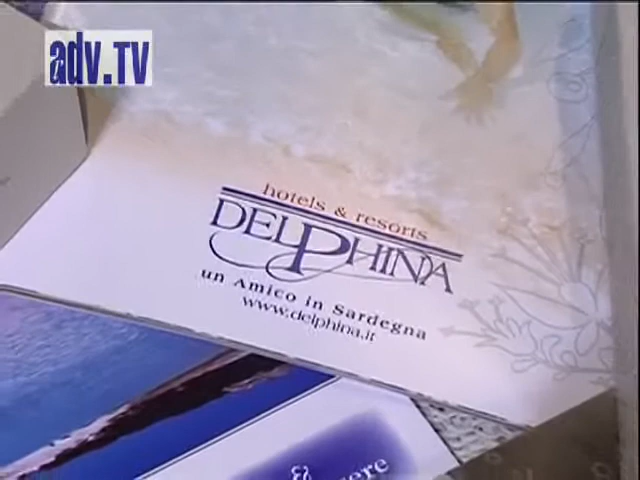 adv.TV
hotels & resorts
DELPHINA
un Amico in Sardegna
www.delphina.it